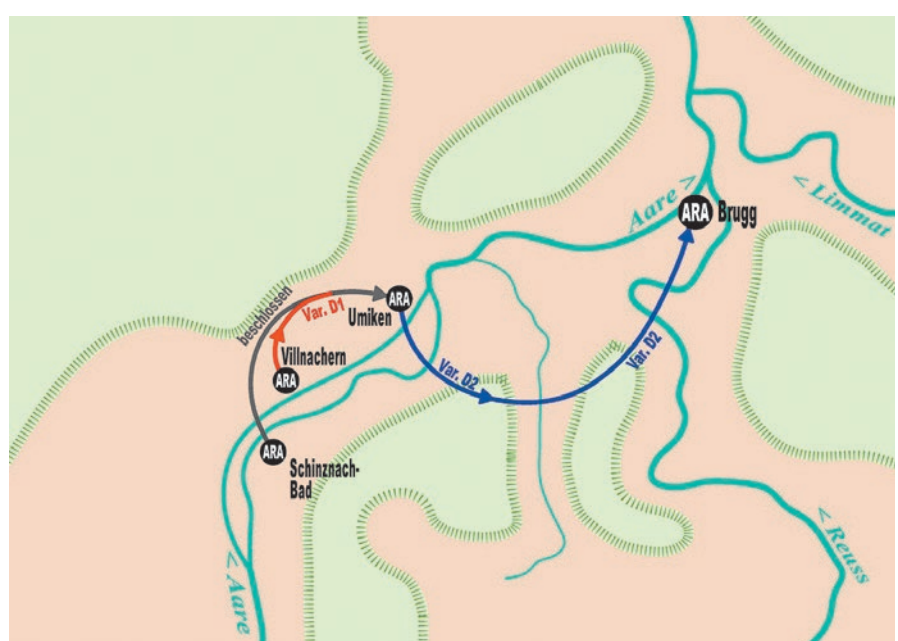 Aare >
< Limmat
ARA Brugg
beschlossen
Var. D1
ARA
Umiken
Villnachern
ARA
Var. D2
Var. D2
ARA
Schinznach-
Bad
< Aare
< Reuss